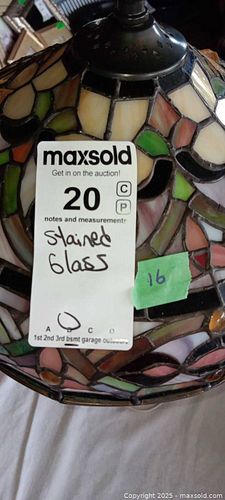 maxsold
Get in on the auction!
20
C
P
notes and measurements
Stained
Glass
16
A B C D
1st 2nd 3rd bsmt garage outdoors
Copyright © 2025 - maxsold.com